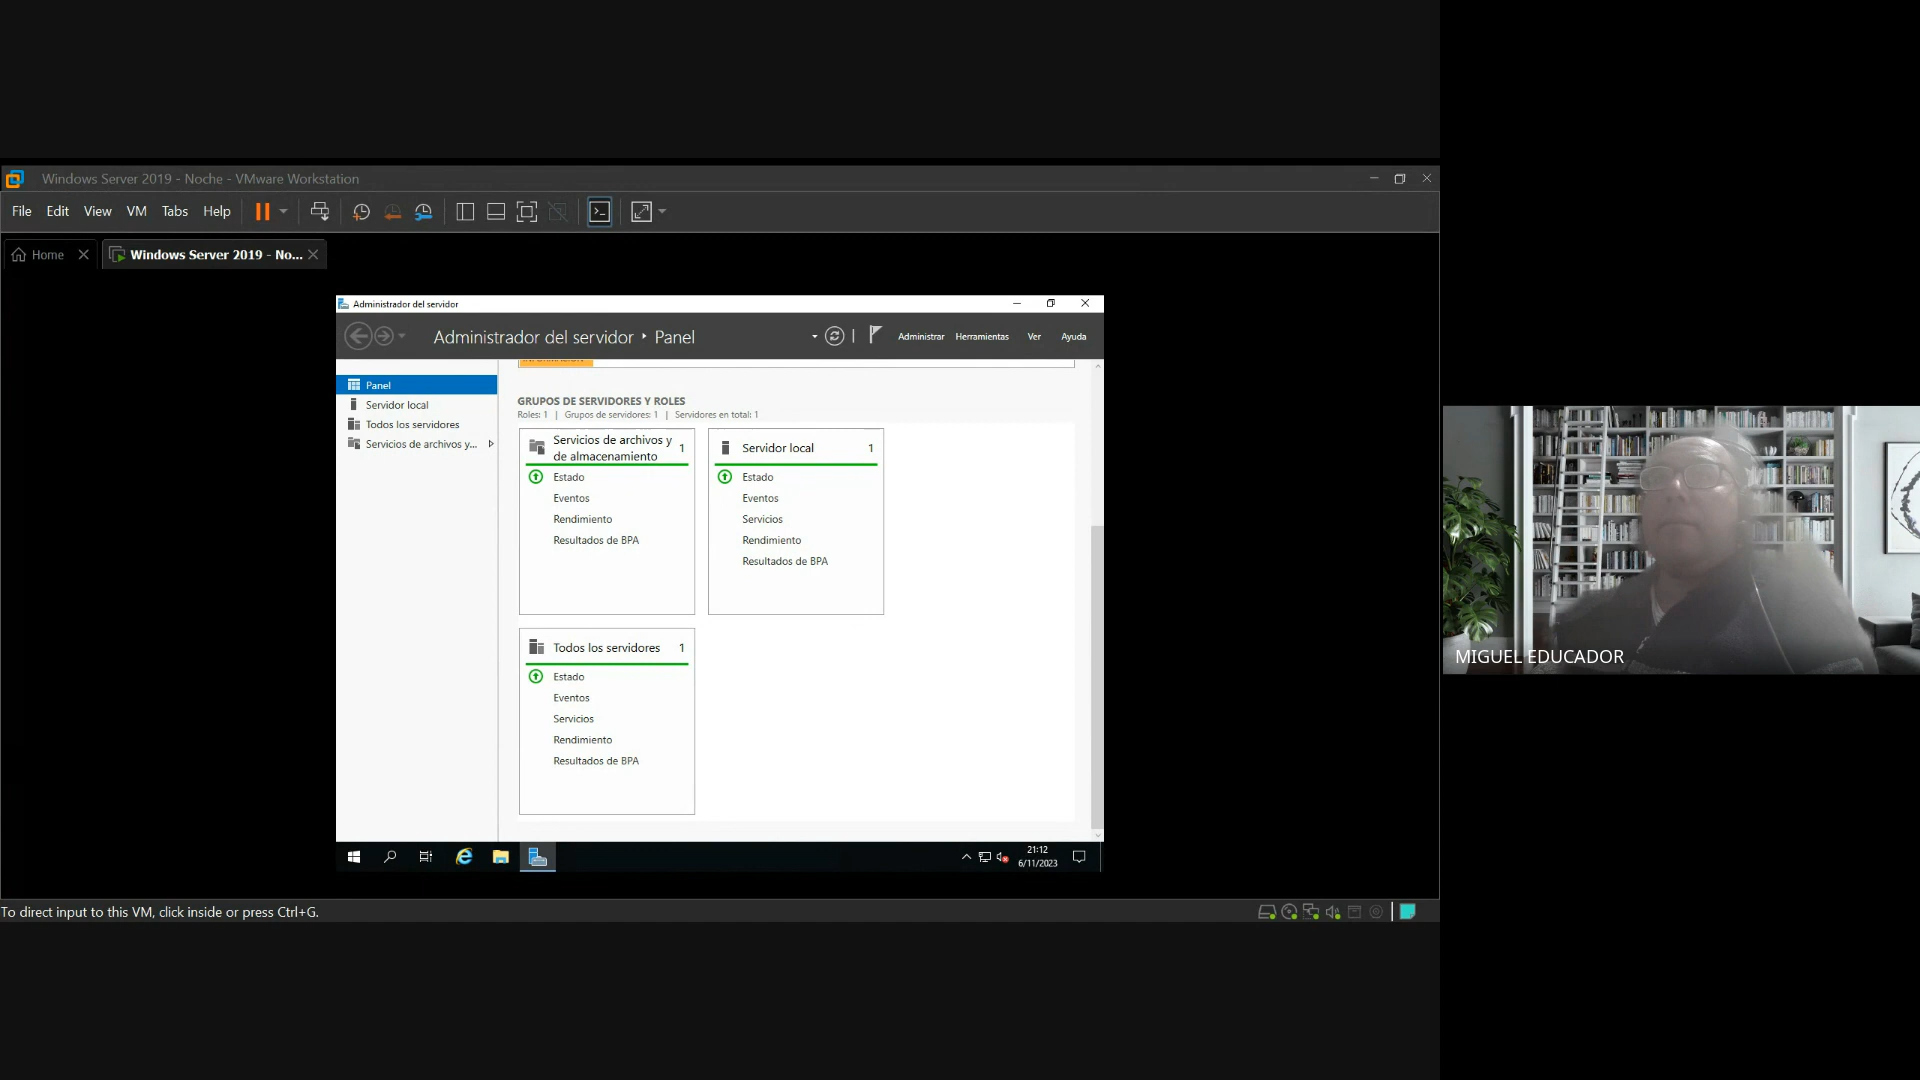 Windows Server 2019 - Noche - VMware Workstation
File Edit View VM Tabs Help
Home
Windows Server 2019 - No...
Administrador del servidor
Administrador del servidor ‣ Panel
Administrar Herramientas Ver Ayuda
Panel
Servidor local
Todos los servidores
Servicios de archivos y...
GRUPOS DE SERVIDORES Y ROLES
Roles: 1 | Grupos de servidores: 1 | Servidores en total: 1
Servicios de archivos y
de almacenamiento 1
Estado
Eventos
Rendimiento
Resultados de BPA
Servidor local 1
Estado
Eventos
Servicios
Rendimiento
Resultados de BPA
Todos los servidores 1
Estado
Eventos
Servicios
Rendimiento
Resultados de BPA
21:12
6/11/2023
To direct input to this VM, click inside or press Ctrl+G.
MIGUEL EDUCADOR